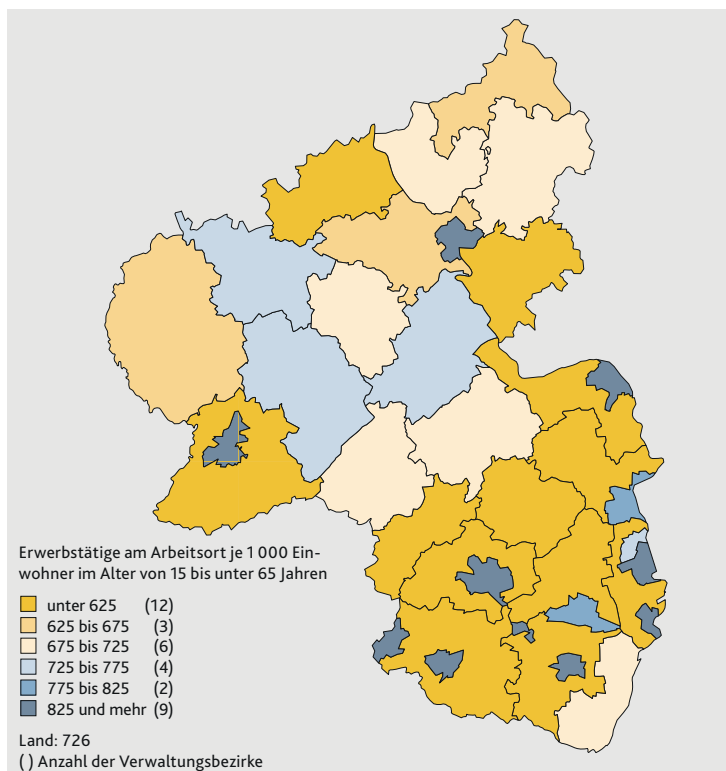 Erwerbstätige am Arbeitsort je 1 000 Ein-
wohner im Alter von 15 bis unter 65 Jahren
unter 625 (12)
625 bis 675 (3)
675 bis 725 (6)
725 bis 775 (4)
775 bis 825 (2)
825 und mehr (9)
Land: 726
( ) Anzahl der Verwaltungsbezirke